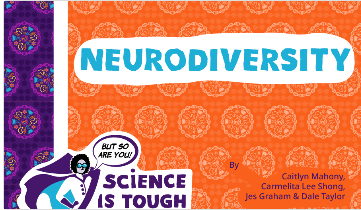 NEURODIVERSITY
BUT SO
ARE YOU!
SCIENCE
IS TOUGH
By
Caitlyn Mahony,
Carmelita Lee Shong,
Jes Graham & Dale Taylor